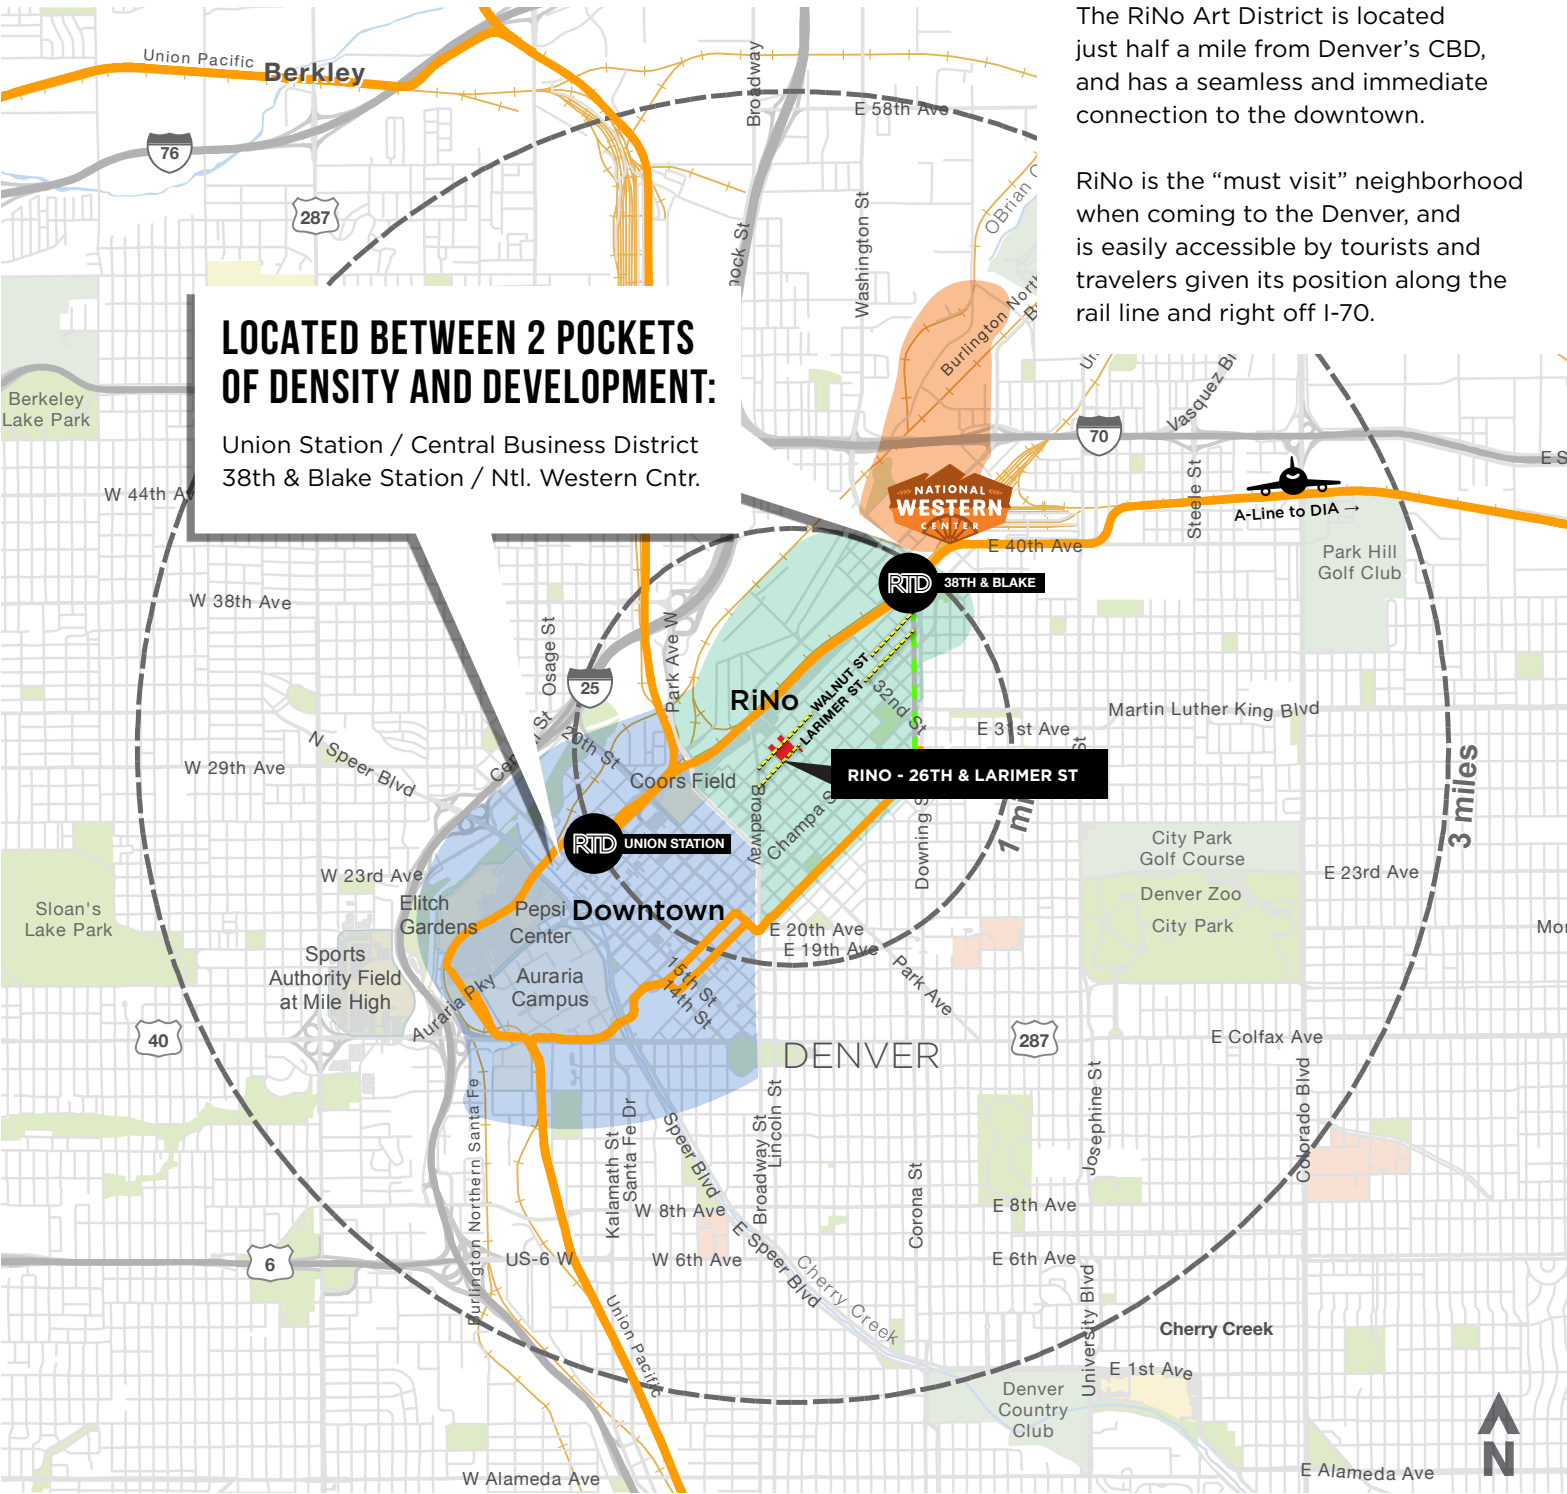 The RiNo Art District is located
just half a mile from Denver's CBD,
and has a seamless and immediate
connection to the downtown.
RiNo is the “must visit” neighborhood
when coming to the Denver, and
is easily accessible by tourists and
travelers given its position along the
rail line and right off I-70.
LOCATED BETWEEN 2 POCKETS
OF DENSITY AND DEVELOPMENT:
Union Station / Central Business District
38th & Blake Station / Ntl. Western Cntr.
Union Pacific
Berkley
76
287
Broadway
E 58th Ave
Washington St
OBrian
Burlington
Berkeley
Lake Park
70
Vasquez
E S
W 44th
NATIONAL
WESTERN
CENTER
Steele St
A-Line to DIA →
E 40th Ave
Park Hill
Golf Club
RTD
38TH & BLAKE
W 38th Ave
Osage St
Park Ave W
25
RiNo
WALNUT ST
LARIMER ST
32nd St
Martin Luther King Blvd
E 31st Ave
St
N Speer Blvd
W 29th Ave
St
20th St
Coors Field
RINO - 26TH & LARIMER ST
Broadway
Champa
Downing
1 mi
3 miles
RTD
UNION STATION
City Park
Golf Course
Denver Zoo
City Park
E 23rd Ave
W 23rd Ave
Elitch
Gardens
Pepsi
Center
Downtown
Sloan's
Lake Park
E 20th Ave
E 19th Ave
Park Ave
Sports
Authority Field
at Mile High
Auraria
Campus
Auraria Pky
15th St
14th St
40
DENVER
287
E Colfax Ave
Josephine St
Colorado Blvd
Burlington Northern Santa Fe
Kalamath St
Santa Fe Dr
Speer Blvd
Broadway St
Lincoln St
Corona St
W 8th Ave
E 8th Ave
6
US-6 W
W 6th Ave
E Speer Blvd
Cherry Creek
E 6th Ave
University Blvd
Union Pacific
Cherry Creek
E 1st Ave
Denver
Country
Club
W Alameda Ave
E Alameda Ave
N